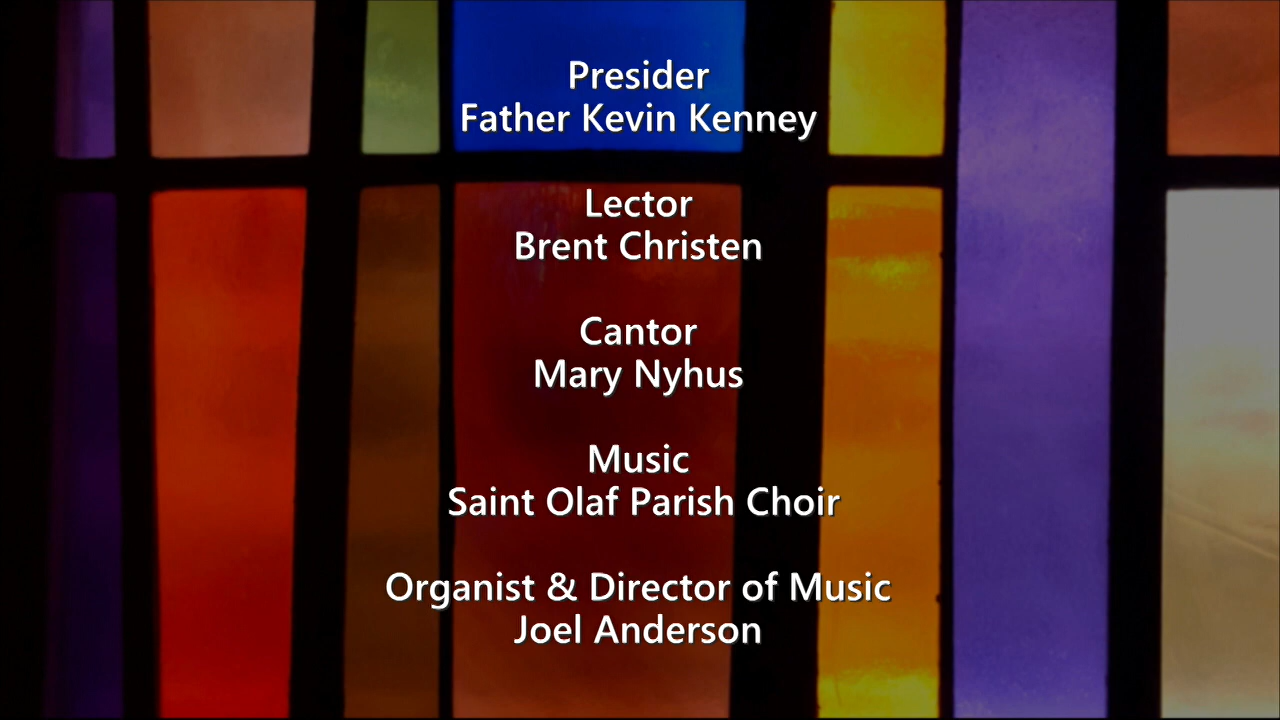 Presider
Father Kevin Kenney
Lector
Brent Christen
Cantor
Mary Nyhus
Music
Saint Olaf Parish Choir
Organist & Director of Music
Joel Anderson